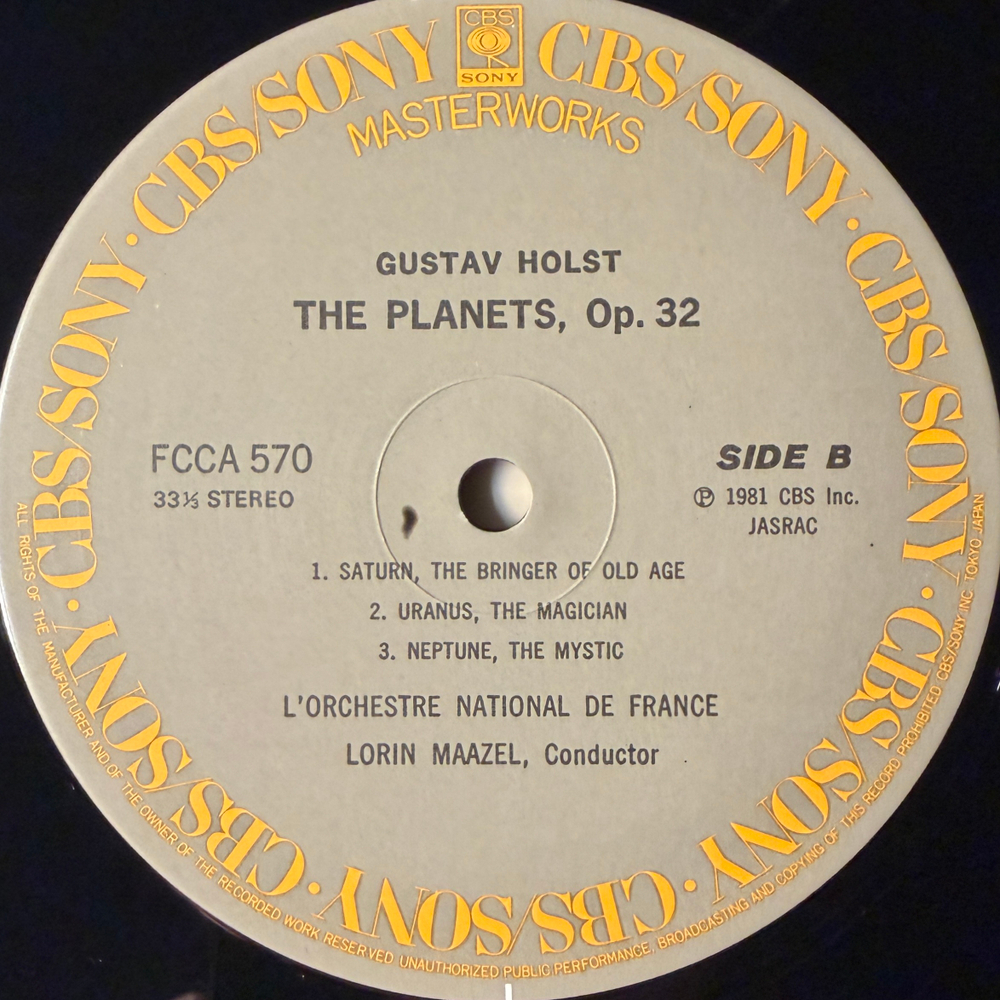 CBS
SONY
CBS/SONY · CBS/SONY · CBS/SONY · CBS/SONY · CBS/SONY · CBS/SONY · CBS/SONY · CBS/SONY
MASTERWORKS
GUSTAV HOLST
THE PLANETS, Op. 32
FCCA 570
33⅓ STEREO
SIDE B
Ⓟ 1981 CBS Inc.
JASRAC
1. SATURN, THE BRINGER OF OLD AGE
2. URANUS, THE MAGICIAN
3. NEPTUNE, THE MYSTIC
L'ORCHESTRE NATIONAL DE FRANCE
LORIN MAAZEL, Conductor
ALL RIGHTS OF THE MANUFACTURER AND/OF THE OWNER OF THE RECORDED WORK RESERVED UNAUTHORIZED PUBLIC PERFORMANCE, BROADCASTING AND COPYING OF THIS RECORD PROHIBITED CBS/SONY INC. TOKYO, JAPAN